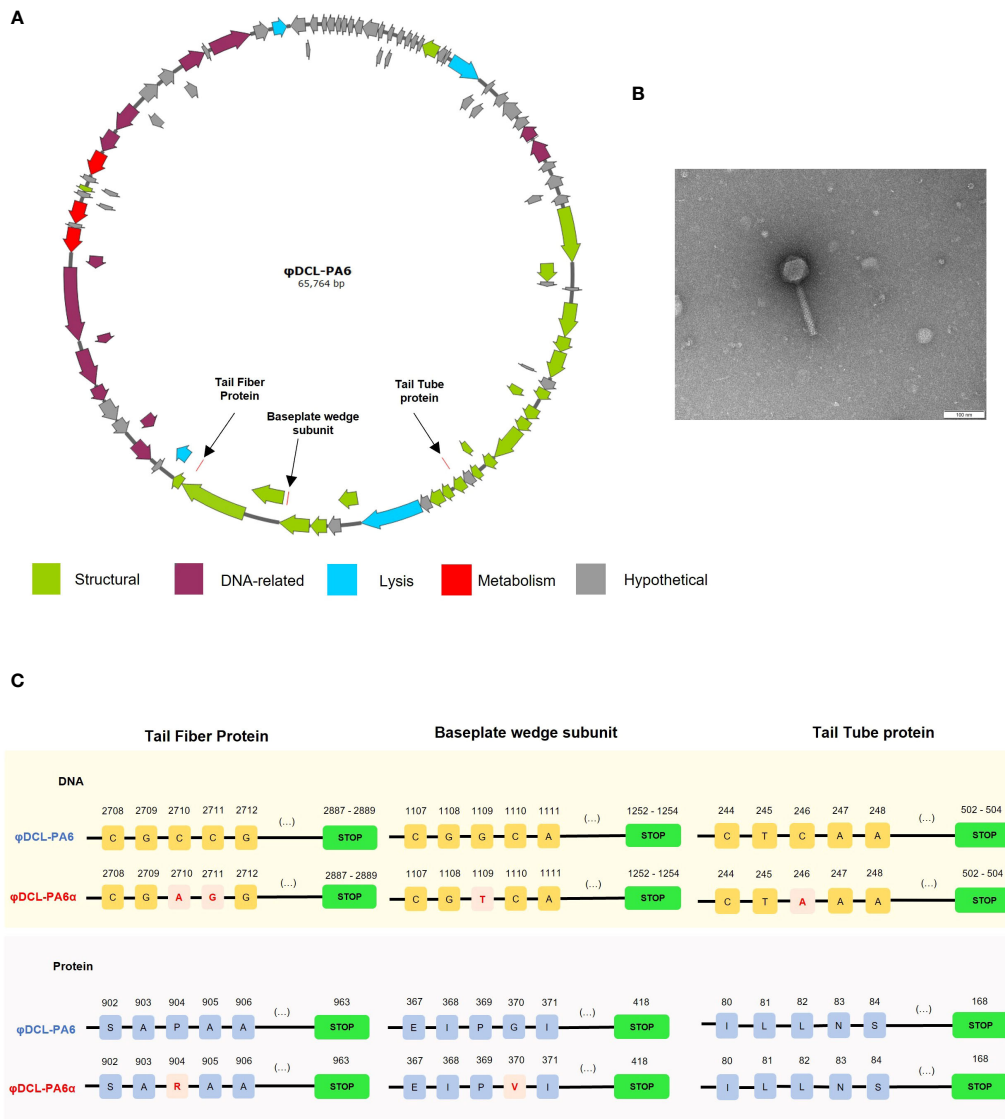 A
B
φDCL-PA6
65,764 bp
Tail Fiber
Protein
Baseplate wedge
subunit
Tail Tube
protein
100 nm
Structural DNA-related Lysis Metabolism Hypothetical
C
Tail Fiber Protein Baseplate wedge subunit Tail Tube protein
DNA
2708 2709 2710 2711 2712 (...) 2887 - 2889 1107 1108 1109 1110 1111 (...) 1252 - 1254 244 245 246 247 248 (...) 502 - 504
φDCL-PA6 C G C C G STOP C G G C A STOP C T C A A STOP
2708 2709 2710 2711 2712 (...) 2887 - 2889 1107 1108 1109 1110 1111 (...) 1252 - 1254 244 245 246 247 248 (...) 502 - 504
φDCL-PA6α C G A G G STOP C G T C A STOP C T A A A STOP
Protein
902 903 904 905 906 (...) 963 367 368 369 370 371 (...) 418 80 81 82 83 84 (...) 168
φDCL-PA6 S A P A A STOP E I P G I STOP I L L N S STOP
902 903 904 905 906 (...) 963 367 368 369 370 371 (...) 418 80 81 82 83 84 (...) 168
φDCL-PA6α S A R A A STOP E I P V I STOP I L L N S STOP